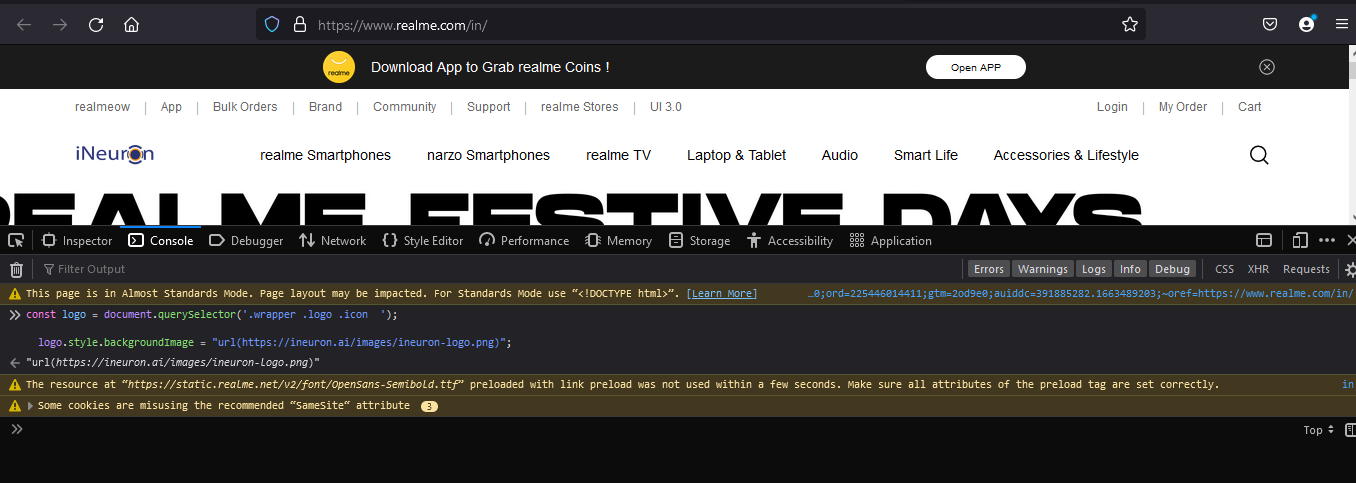 https://www.realme.com/in/
realme
Download App to Grab realme Coins !
Open APP
realmeow | App | Bulk Orders | Brand | Community | Support | realme Stores | UI 3.0
Login | My Order | Cart
iNeuron
realme Smartphones narzo Smartphones realme TV Laptop & Tablet Audio Smart Life Accessories & Lifestyle
REALME FESTIVE DAYS
Inspector Console Debugger Network Style Editor Performance Memory Storage Accessibility Application
Filter Output
Errors Warnings Logs Info Debug CSS XHR Requests
This page is in Almost Standards Mode. Page layout may be impacted. For Standards Mode use “<!DOCTYPE html>”. [Learn More] …0;ord=225446014411;gtm=2od9e0;auiddc=391885282.1663489203;~oref=https://www.realme.com/in/
const logo = document.querySelector('.wrapper .logo .icon  ');
logo.style.backgroundImage = "url(https://ineuron.ai/images/ineuron-logo.png)";
"url(https://ineuron.ai/images/ineuron-logo.png)"
The resource at “https://static.realme.net/v2/font/OpenSans-Semibold.ttf” preloaded with link preload was not used within a few seconds. Make sure all attributes of the preload tag are set correctly. in
Some cookies are misusing the recommended “SameSite“ attribute 3
Top